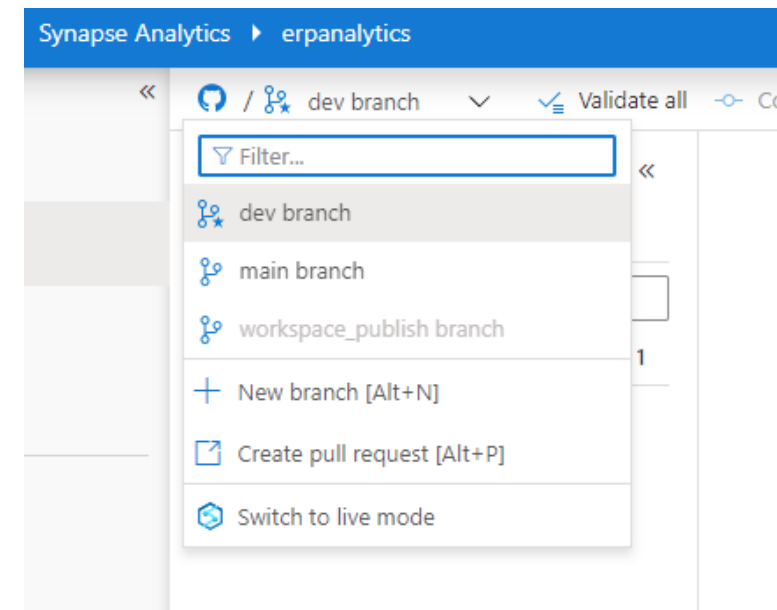 Synapse Analytics erpanalytics
« / dev branch Validate all
Filter...
«
dev branch
main branch
workspace_publish branch
1
New branch [Alt+N]
Create pull request [Alt+P]
Switch to live mode